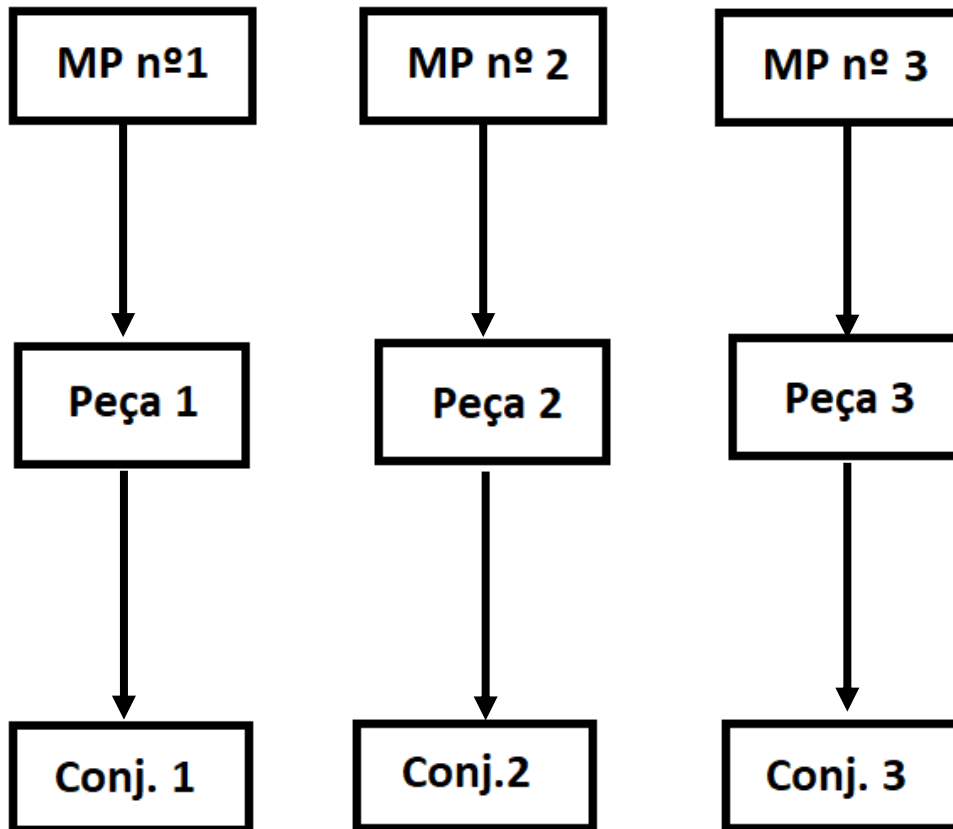 MP nº1
MP nº 2
MP nº 3
Peça 1
Peça 2
Peça 3
Conj. 1
Conj.2
Conj. 3